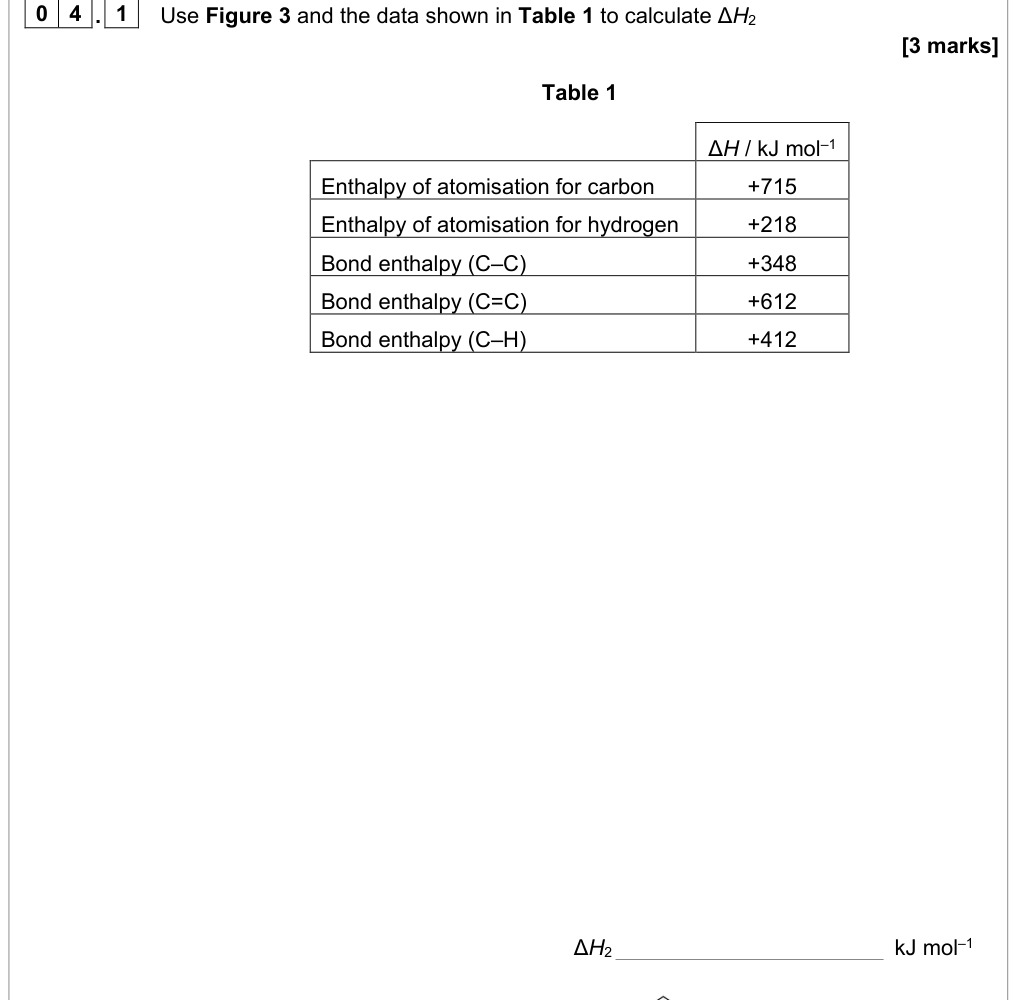 0 4 . 1 Use Figure 3 and the data shown in Table 1 to calculate ΔH₂
[3 marks]
Table 1
ΔH / kJ mol⁻¹
Enthalpy of atomisation for carbon +715
Enthalpy of atomisation for hydrogen +218
Bond enthalpy (C–C) +348
Bond enthalpy (C=C) +612
Bond enthalpy (C–H) +412
ΔH₂ kJ mol⁻¹